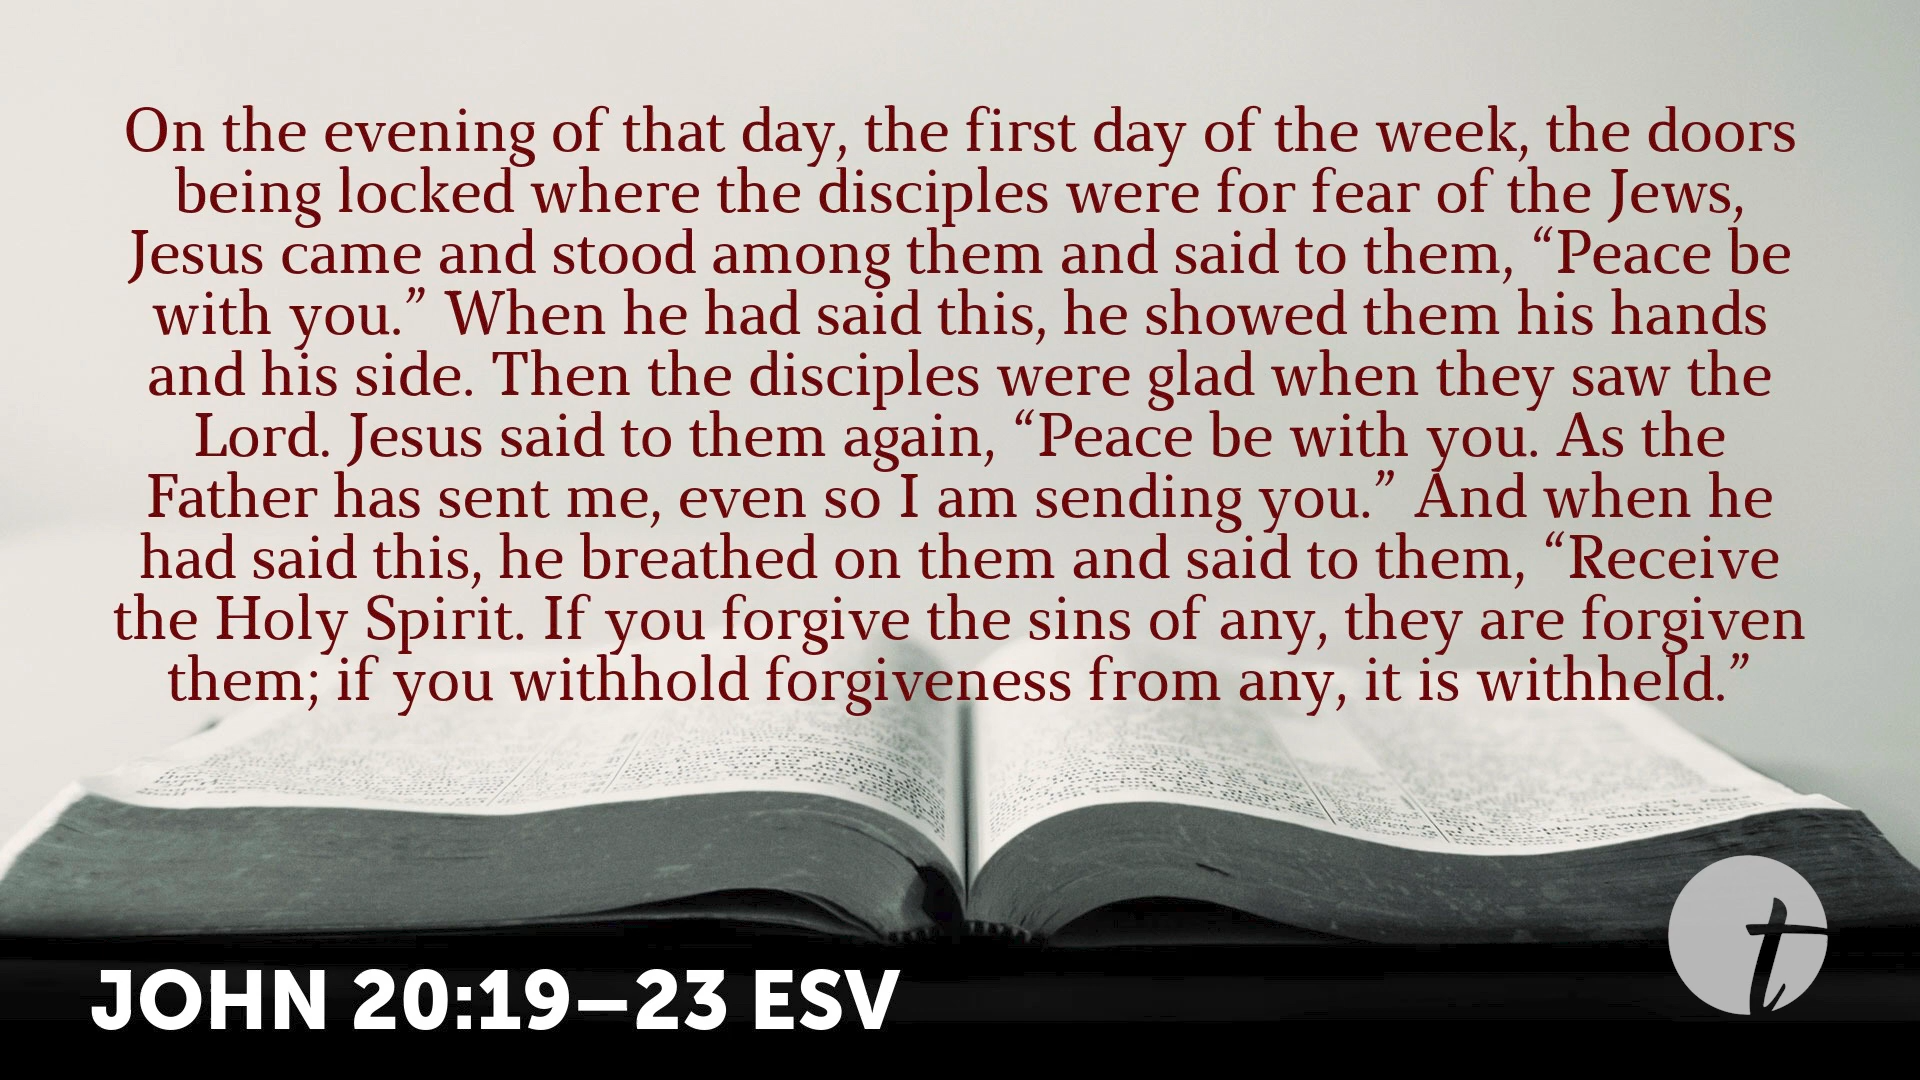 On the evening of that day, the first day of the week, the doors
being locked where the disciples were for fear of the Jews,
Jesus came and stood among them and said to them, “Peace be
with you.” When he had said this, he showed them his hands
and his side. Then the disciples were glad when they saw the
Lord. Jesus said to them again, “Peace be with you. As the
Father has sent me, even so I am sending you.” And when he
had said this, he breathed on them and said to them, “Receive
the Holy Spirit. If you forgive the sins of any, they are forgiven
them; if you withhold forgiveness from any, it is withheld.”
JOHN 20:19–23 ESV
t